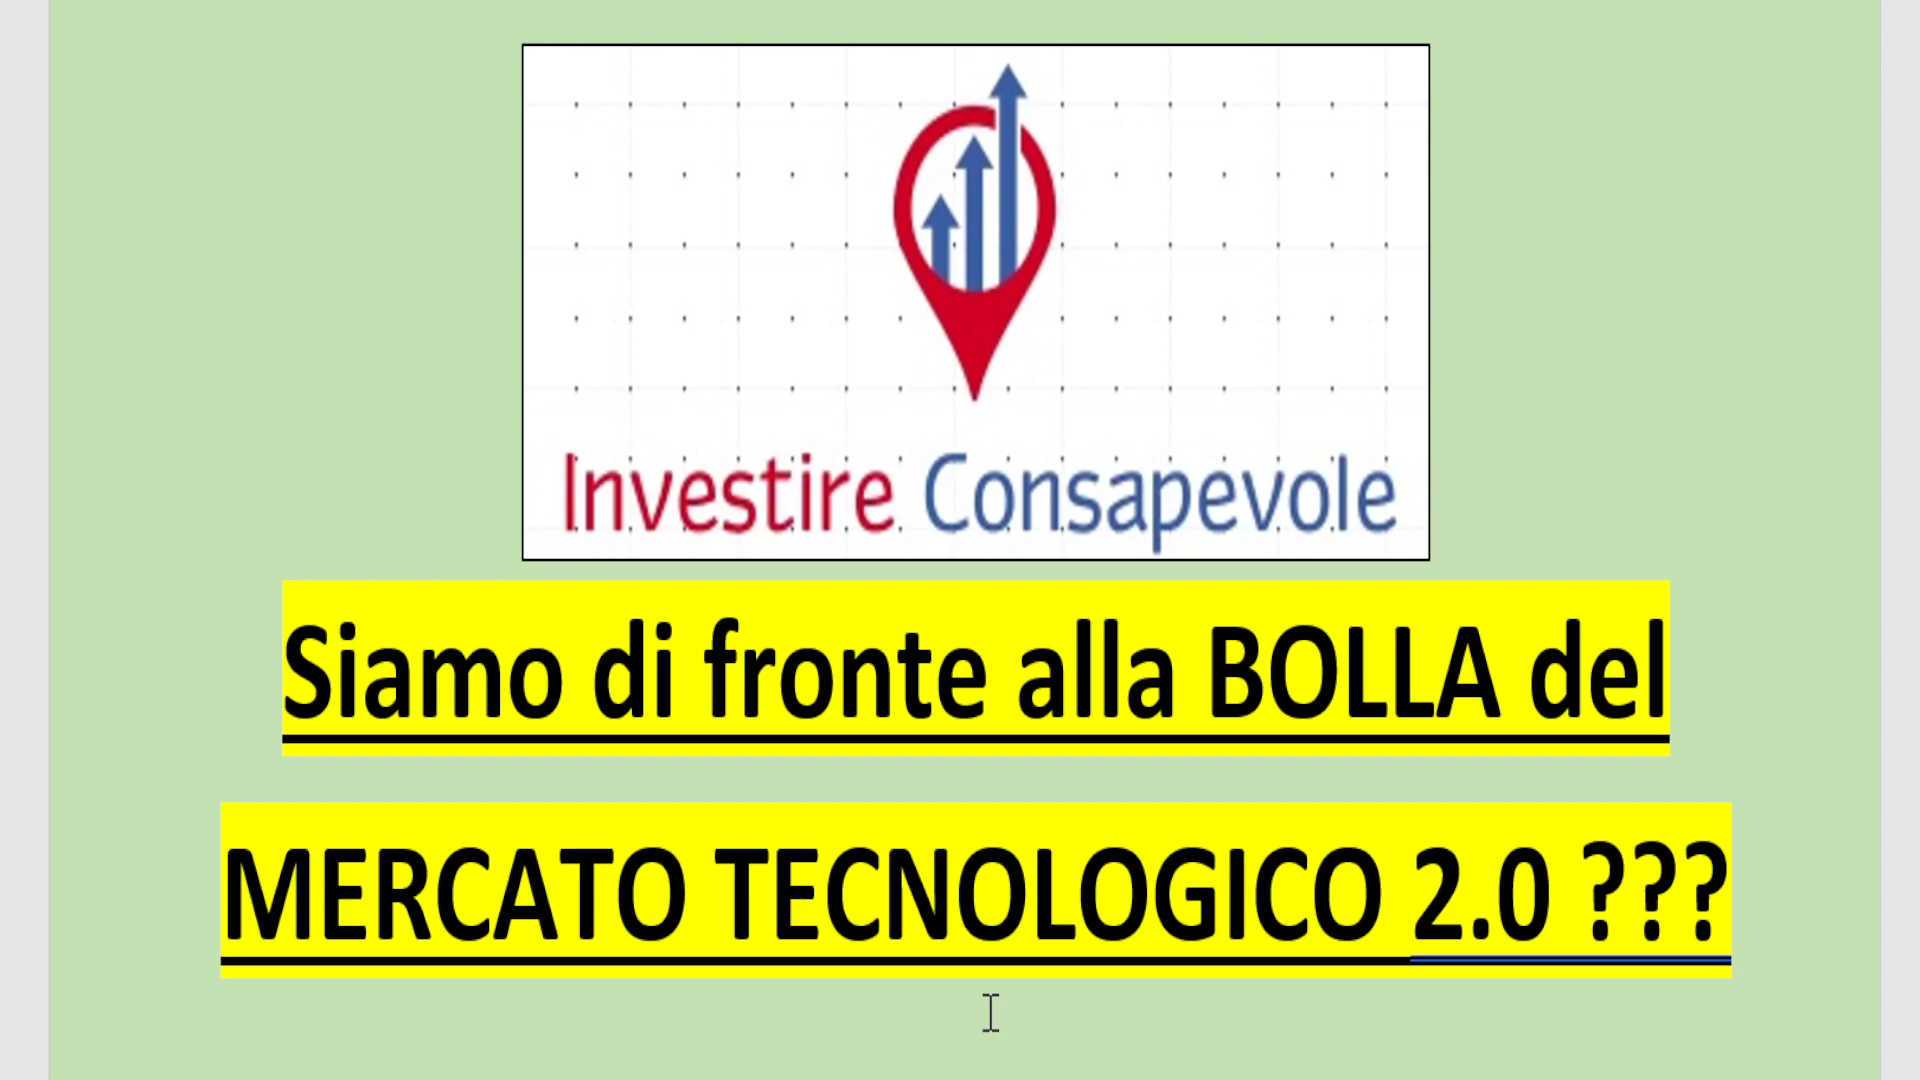 Investire Consapevole
Siamo di fronte alla BOLLA del
MERCATO TECNOLOGICO 2.0 ???